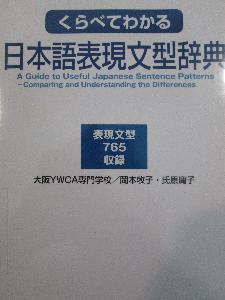 くらべてわかる
日本語表現文型辞典
A Guide to Useful Japanese Sentence Patterns
–Comparing and Understanding the Differences
表現文型
765
収録
大阪YWCA専門学校／岡本牧子・氏原庸子